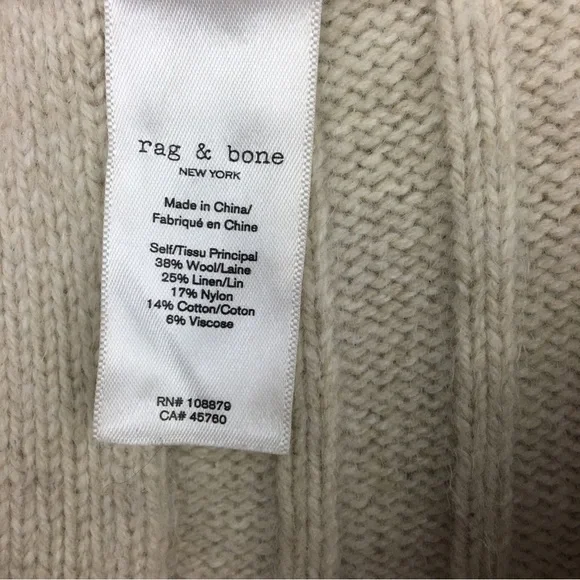 rag & bone
NEW YORK
Made in China/
Fabriqué en Chine
Self/Tissu Principal
38% Wool/Laine
25% Linen/Lin
17% Nylon
14% Cotton/Coton
6% Viscose
RN# 108879
CA# 45760